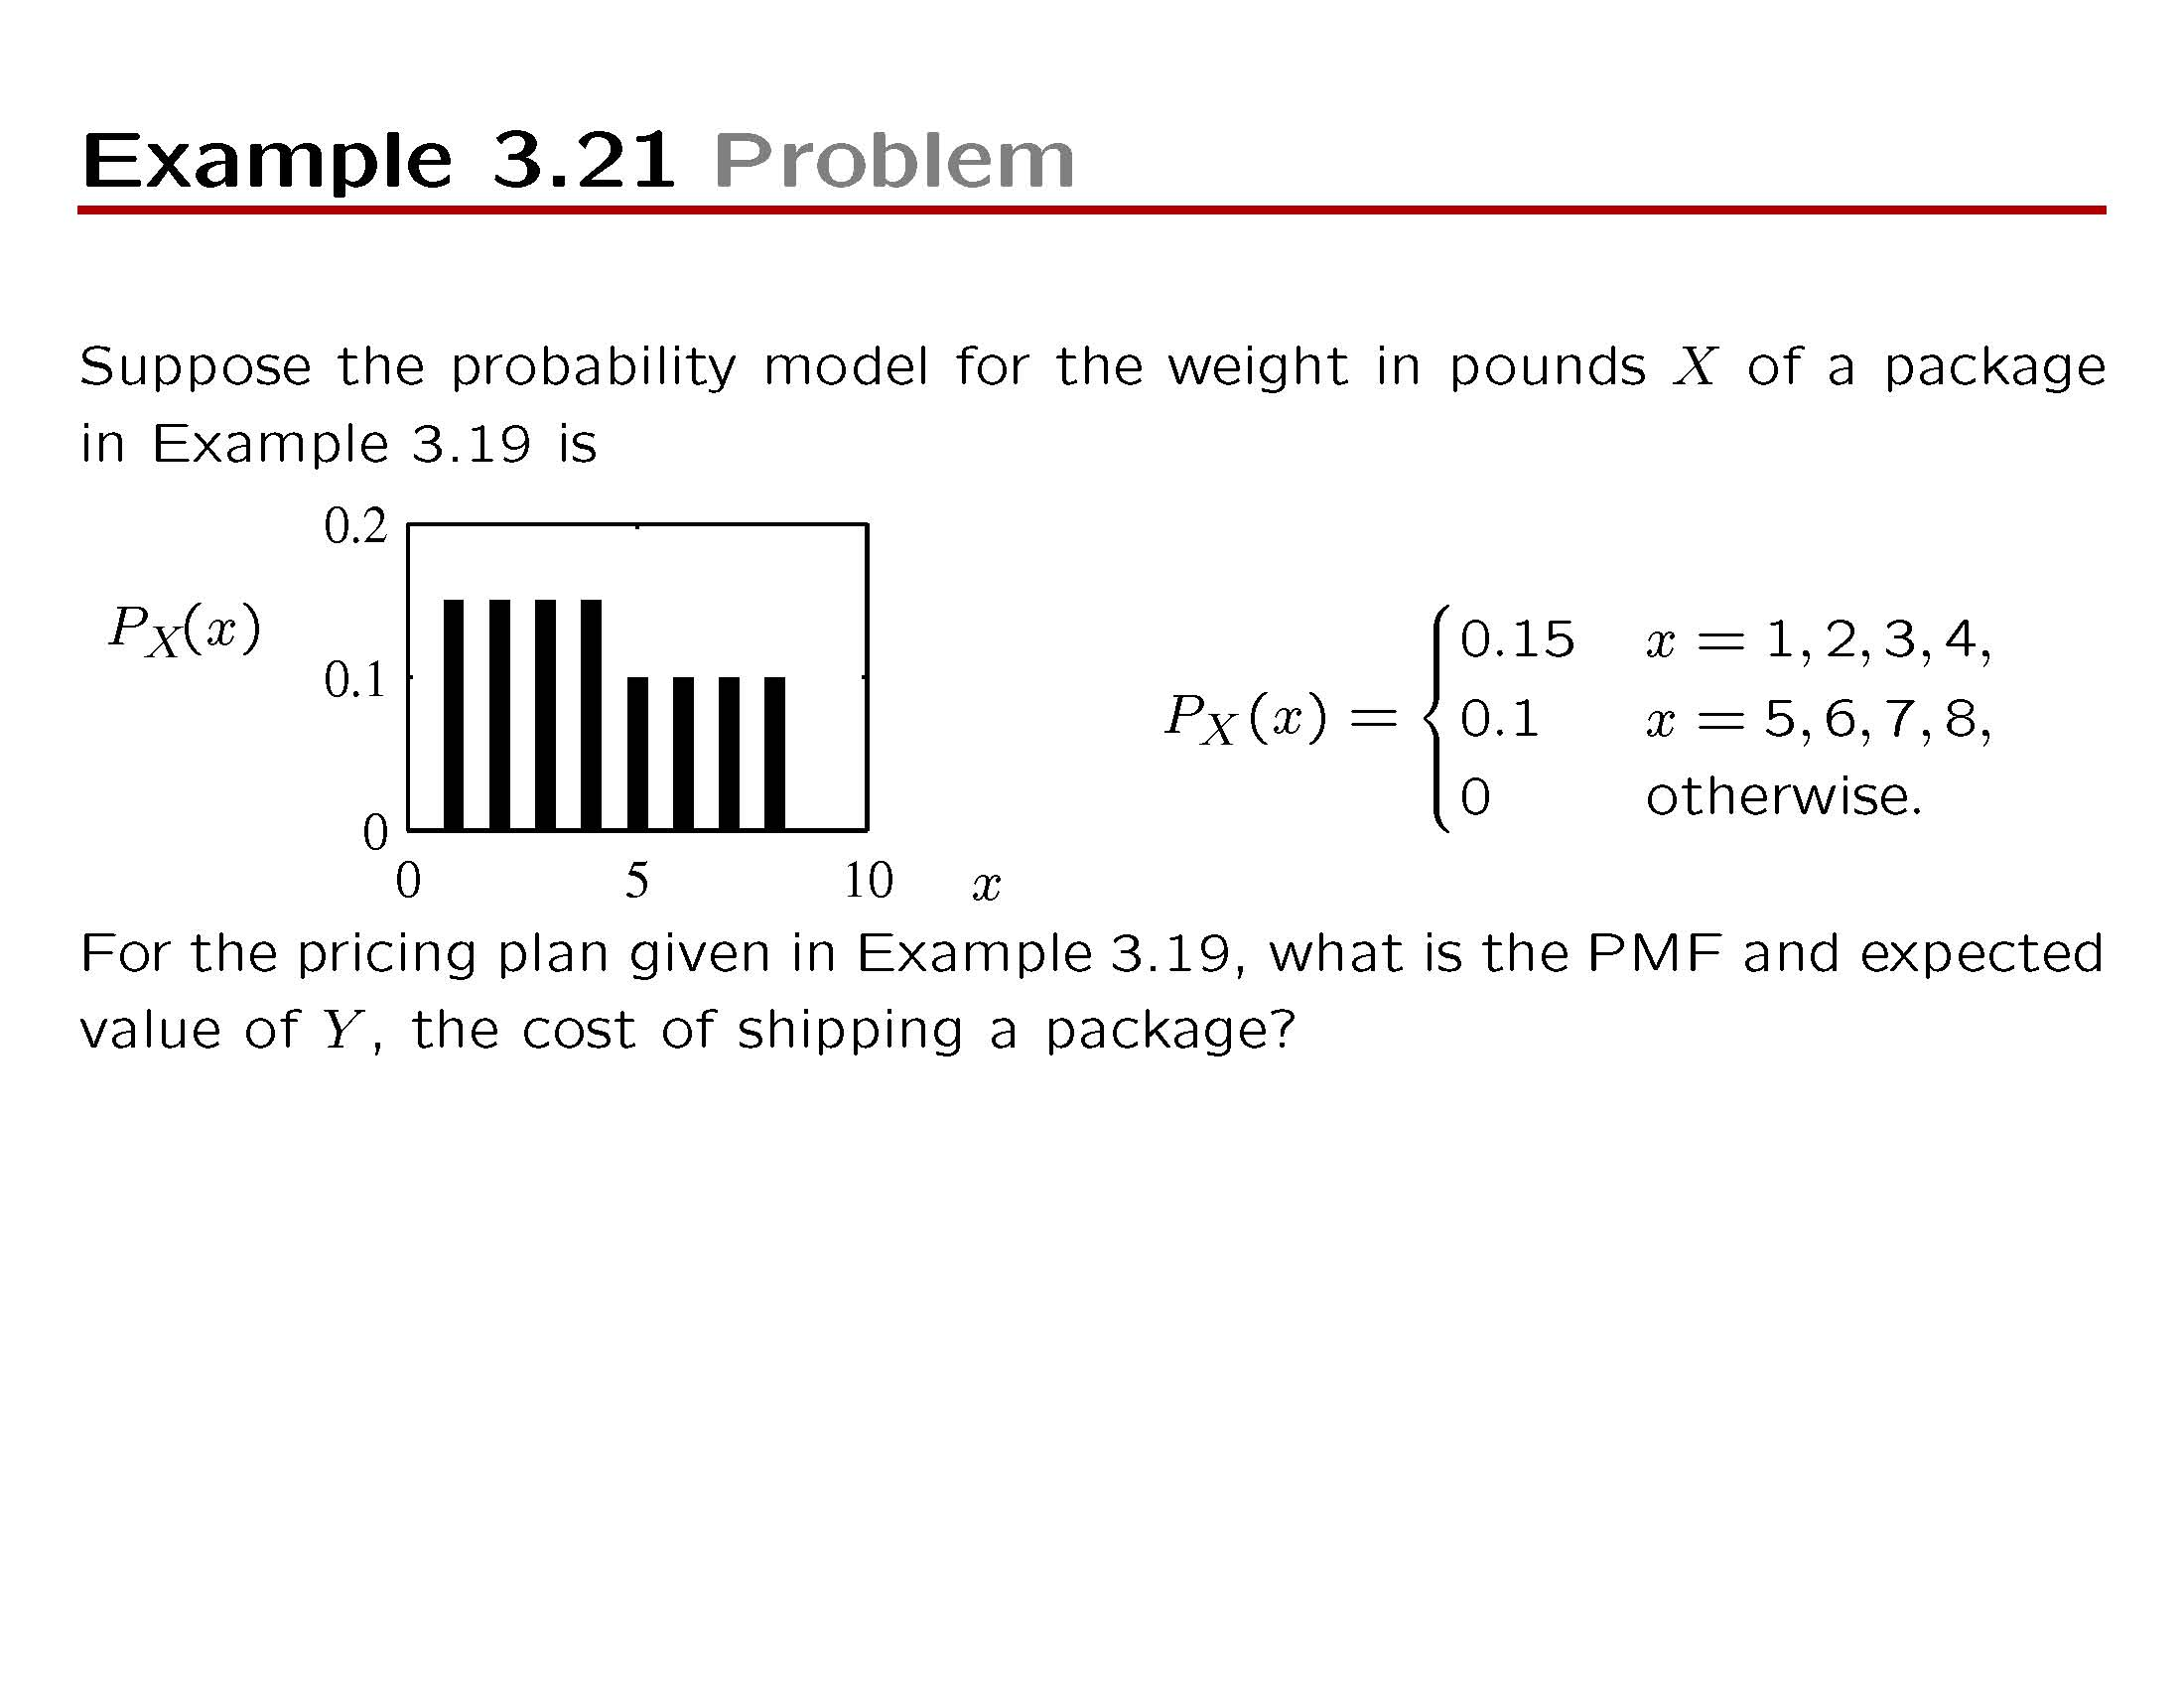 Example 3.21 Problem
Suppose the probability model for the weight in pounds X of a package
in Example 3.19 is
0.2
P_X(x)
0.1
0
0 5 10 x
P_X(x) = { 0.15 x = 1, 2, 3, 4,
0.1 x = 5, 6, 7, 8,
0 otherwise.
For the pricing plan given in Example 3.19, what is the PMF and expected
value of Y, the cost of shipping a package?